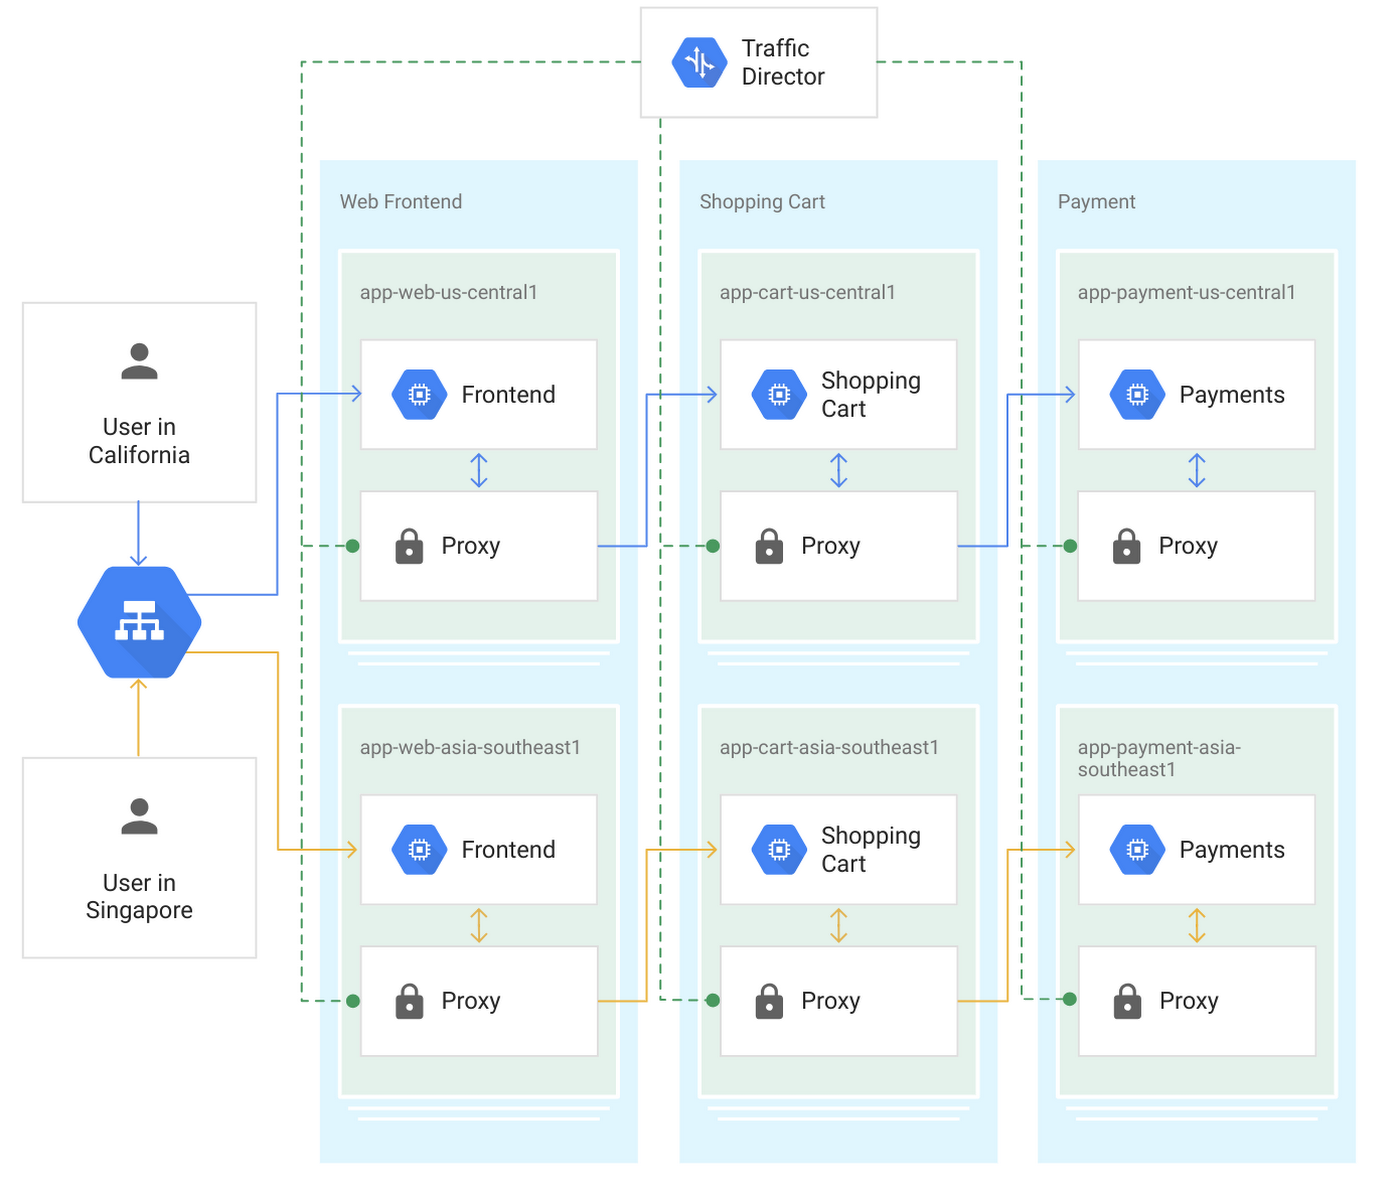 Traffic
Director
Web Frontend
Shopping Cart
Payment
app-web-us-central1
app-cart-us-central1
app-payment-us-central1
User in
California
Frontend
Shopping
Cart
Payments
Proxy
Proxy
Proxy
app-web-asia-southeast1
app-cart-asia-southeast1
app-payment-asia-
southeast1
User in
Singapore
Frontend
Shopping
Cart
Payments
Proxy
Proxy
Proxy